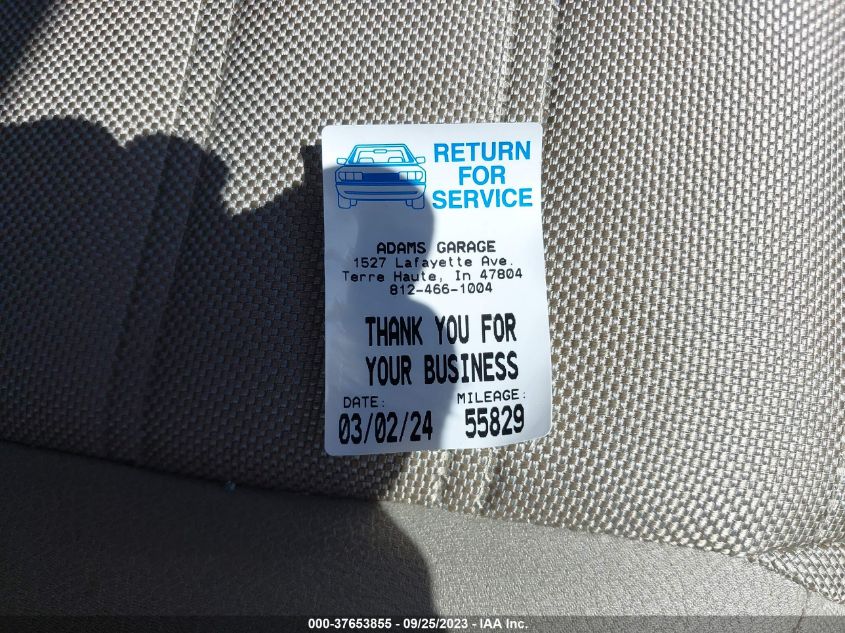 RETURN
FOR
SERVICE
ADAMS GARAGE
1527 Lafayette Ave.
Terre Haute, In 47804
812-466-1004
THANK YOU FOR
YOUR BUSINESS
DATE: MILEAGE:
03/02/24 55829
000-37653855 - 09/25/2023 - IAA Inc.